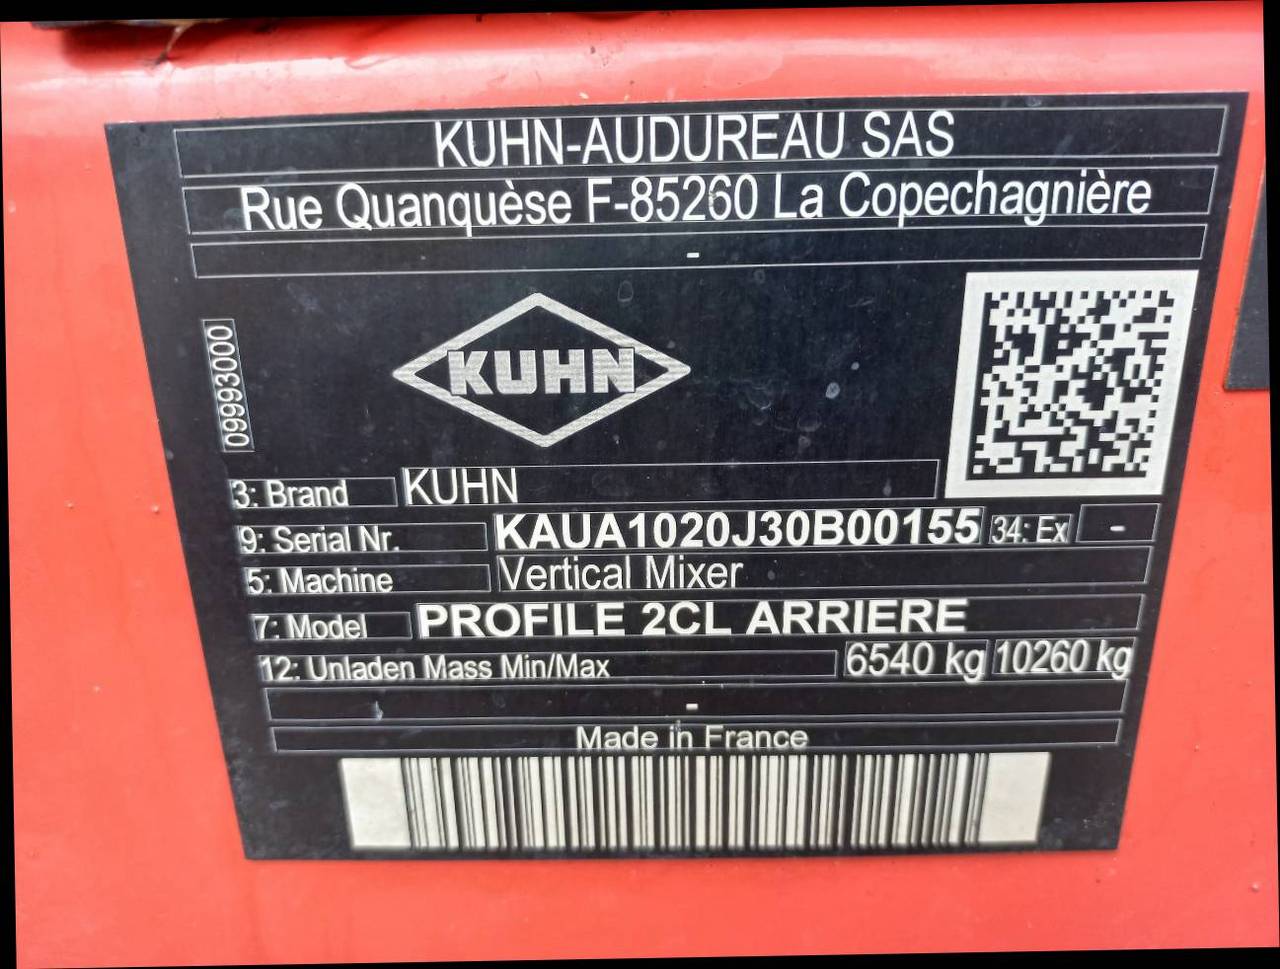 KUHN-AUDUREAU SAS
Rue Quanquèse F-85260 La Copechagnière
-
09993000
KUHN
3: Brand KUHN
9: Serial Nr. KAUA1020J30B00155 34: Ex -
5: Machine Vertical Mixer
7: Model PROFILE 2CL ARRIERE
12: Unladen Mass Min/Max 6540 kg 10260 kg
-
Made in France